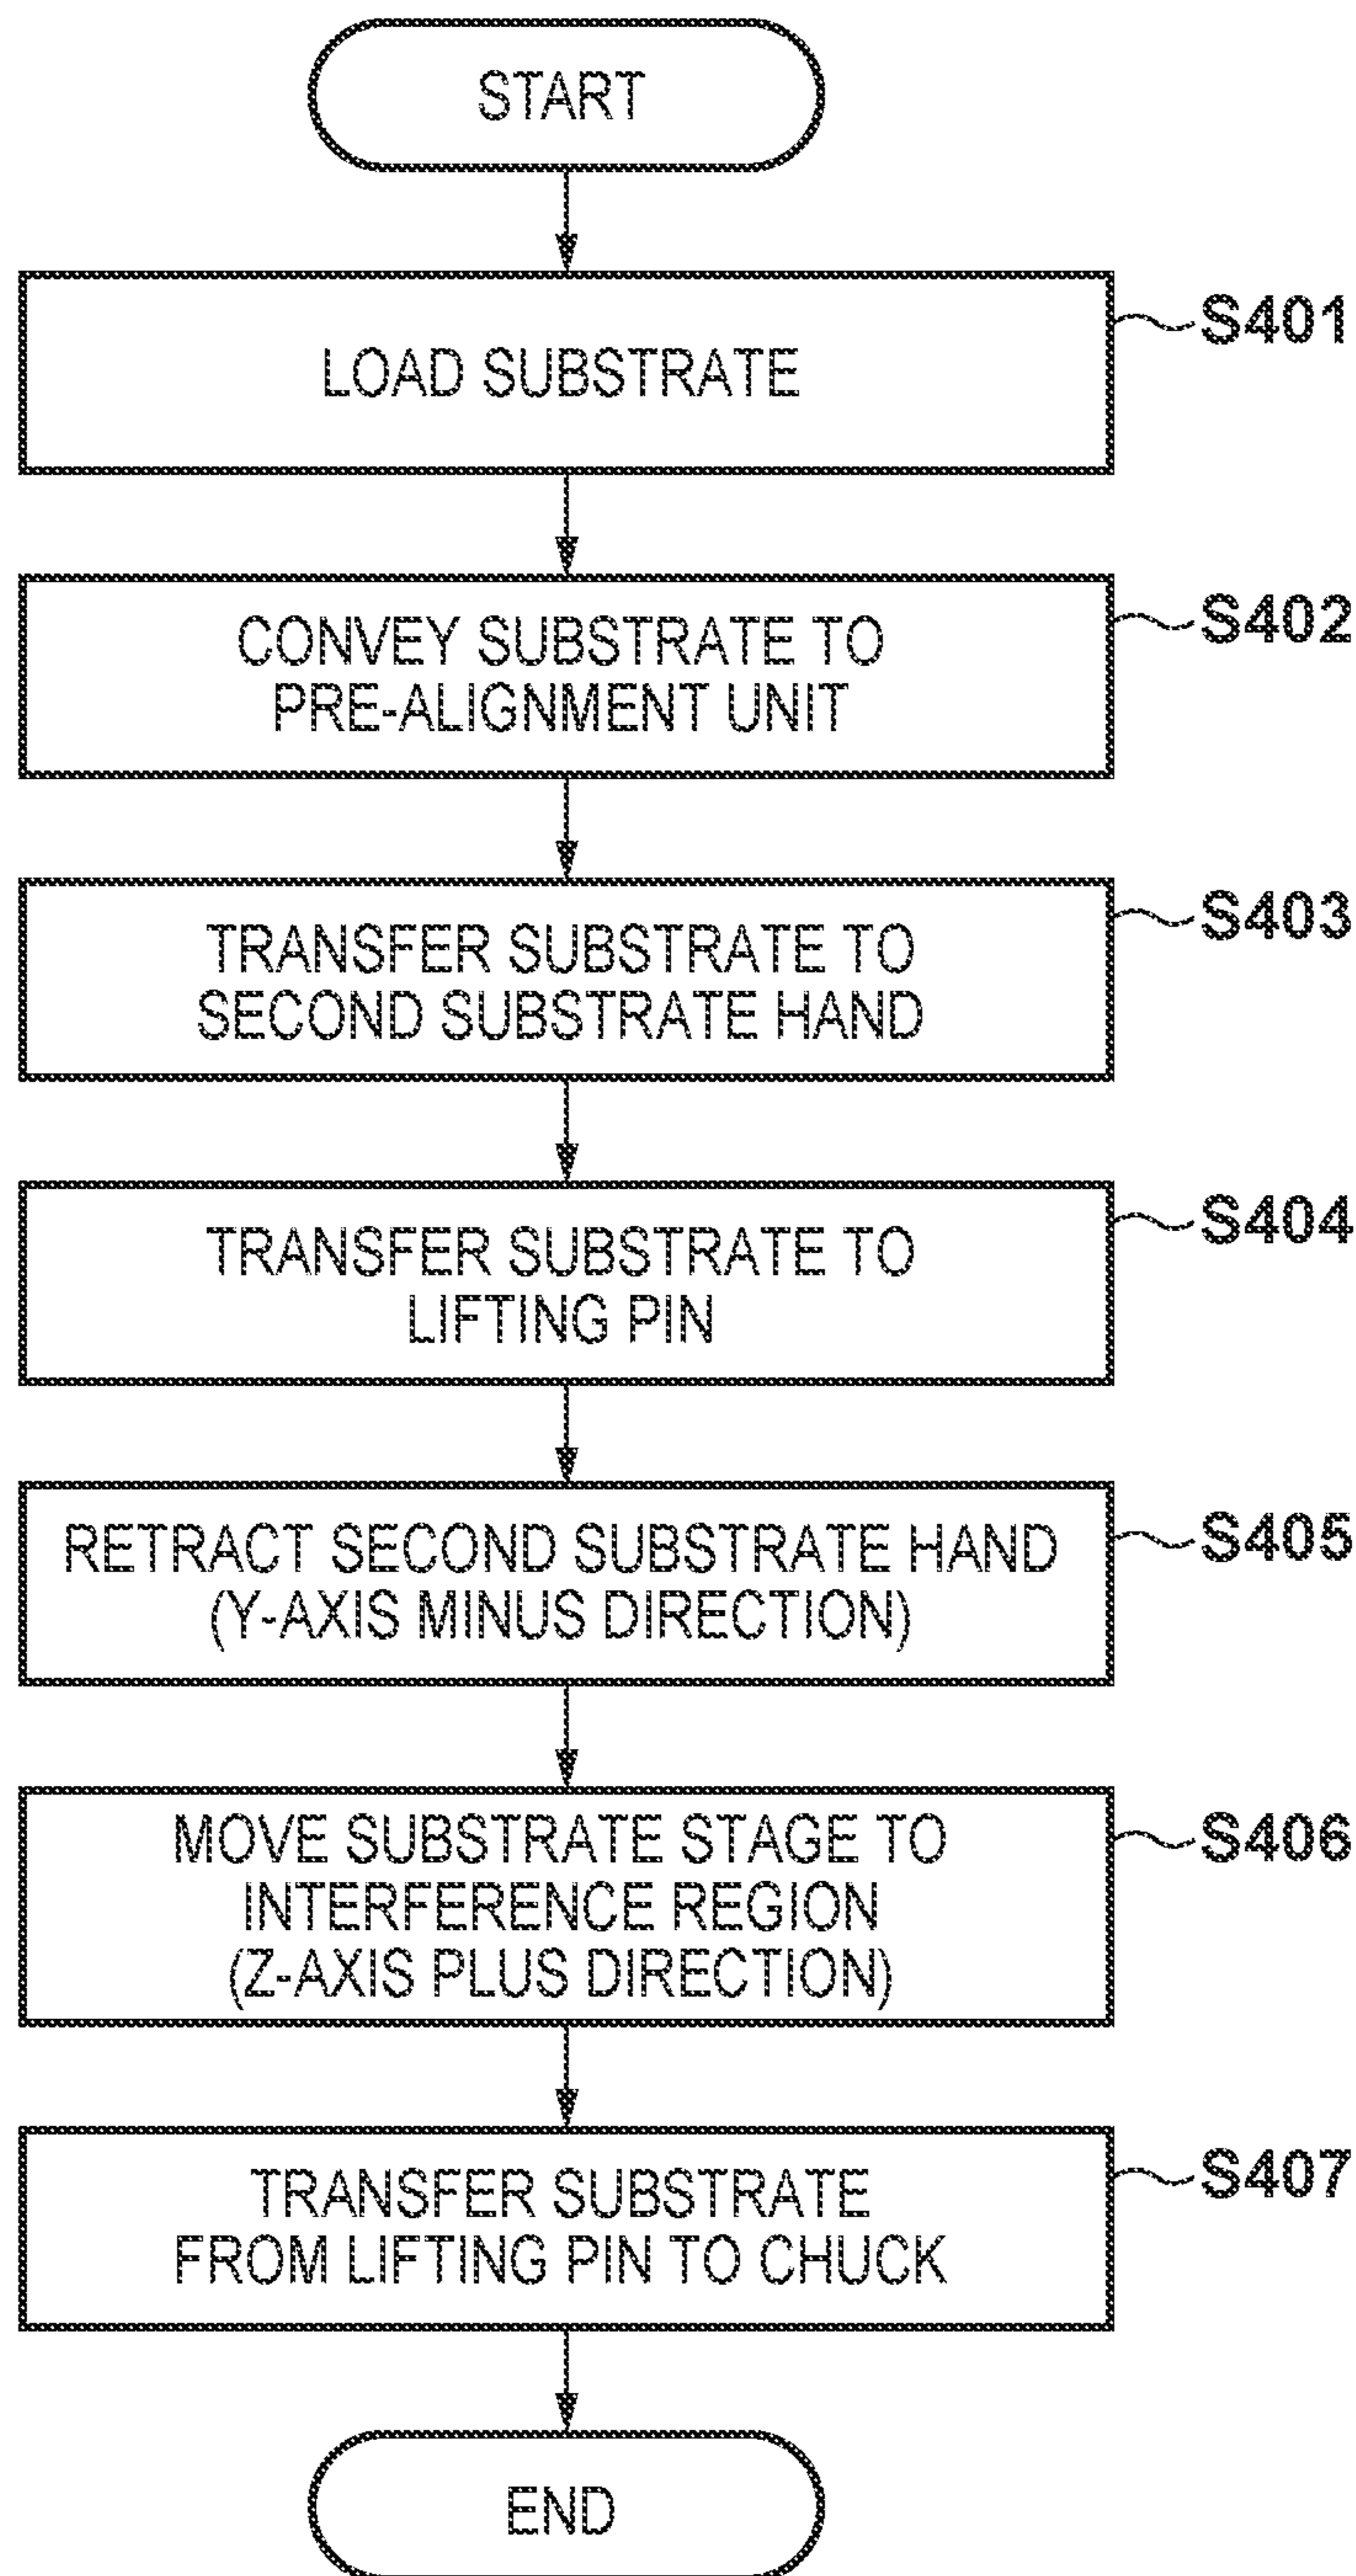 START
LOAD SUBSTRATE
S401
CONVEY SUBSTRATE TO
PRE-ALIGNMENT UNIT
S402
TRANSFER SUBSTRATE TO
SECOND SUBSTRATE HAND
S403
TRANSFER SUBSTRATE TO
LIFTING PIN
S404
RETRACT SECOND SUBSTRATE HAND
(Y-AXIS MINUS DIRECTION)
S405
MOVE SUBSTRATE STAGE TO
INTERFERENCE REGION
(Z-AXIS PLUS DIRECTION)
S406
TRANSFER SUBSTRATE
FROM LIFTING PIN TO CHUCK
S407
END